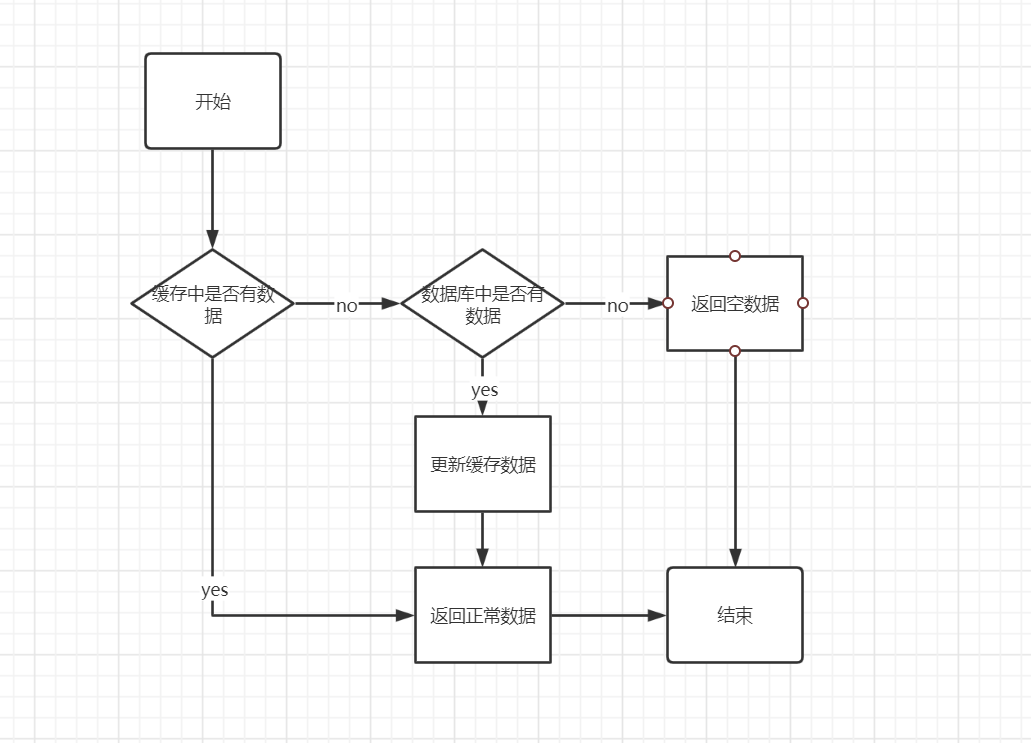 开始
缓存中是否有数
据
no
数据库中是否有
数据
no
返回空数据
yes
更新缓存数据
yes
返回正常数据
结束